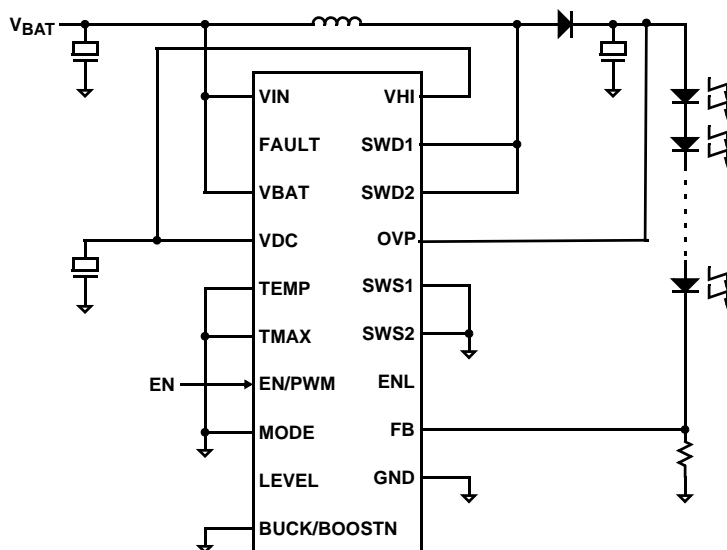 VBAT
VIN
VHI
FAULT
SWD1
VBAT
SWD2
VDC
OVP
TEMP
SWS1
TMAX
SWS2
EN
EN/PWM
ENL
MODE
FB
LEVEL
GND
BUCK/BOOSTN